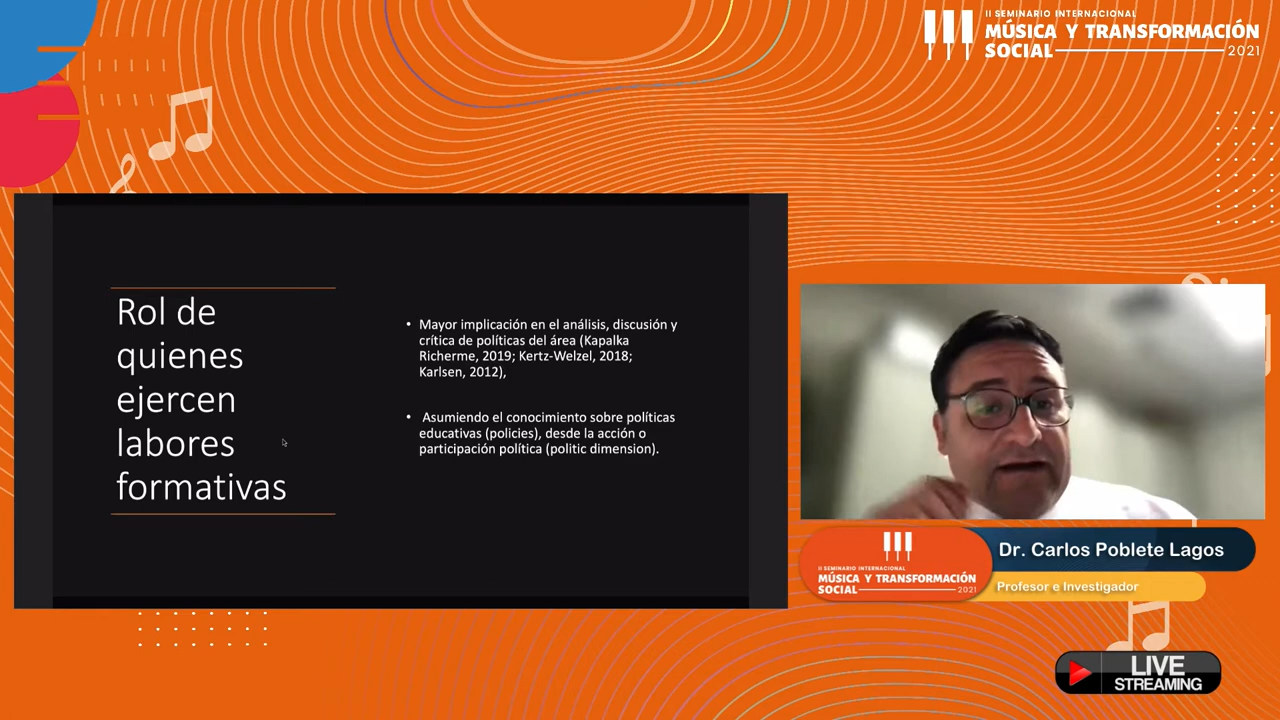 II SEMINARIO INTERNACIONAL
MÚSICA Y TRANSFORMACIÓN
SOCIAL
2021
Rol de
quienes
ejercen
labores
formativas
• Mayor implicación en el análisis, discusión y
crítica de políticas del área (Kapalka
Richerme, 2019; Kertz-Welzel, 2018;
Karlsen, 2012),
• Asumiendo el conocimiento sobre políticas
educativas (policies), desde la acción o
participación política (politic dimension).
II SEMINARIO INTERNACIONAL
MÚSICA Y TRANSFORMACIÓN
SOCIAL
2021
Dr. Carlos Poblete Lagos
Profesor e Investigador
LIVE
STREAMING